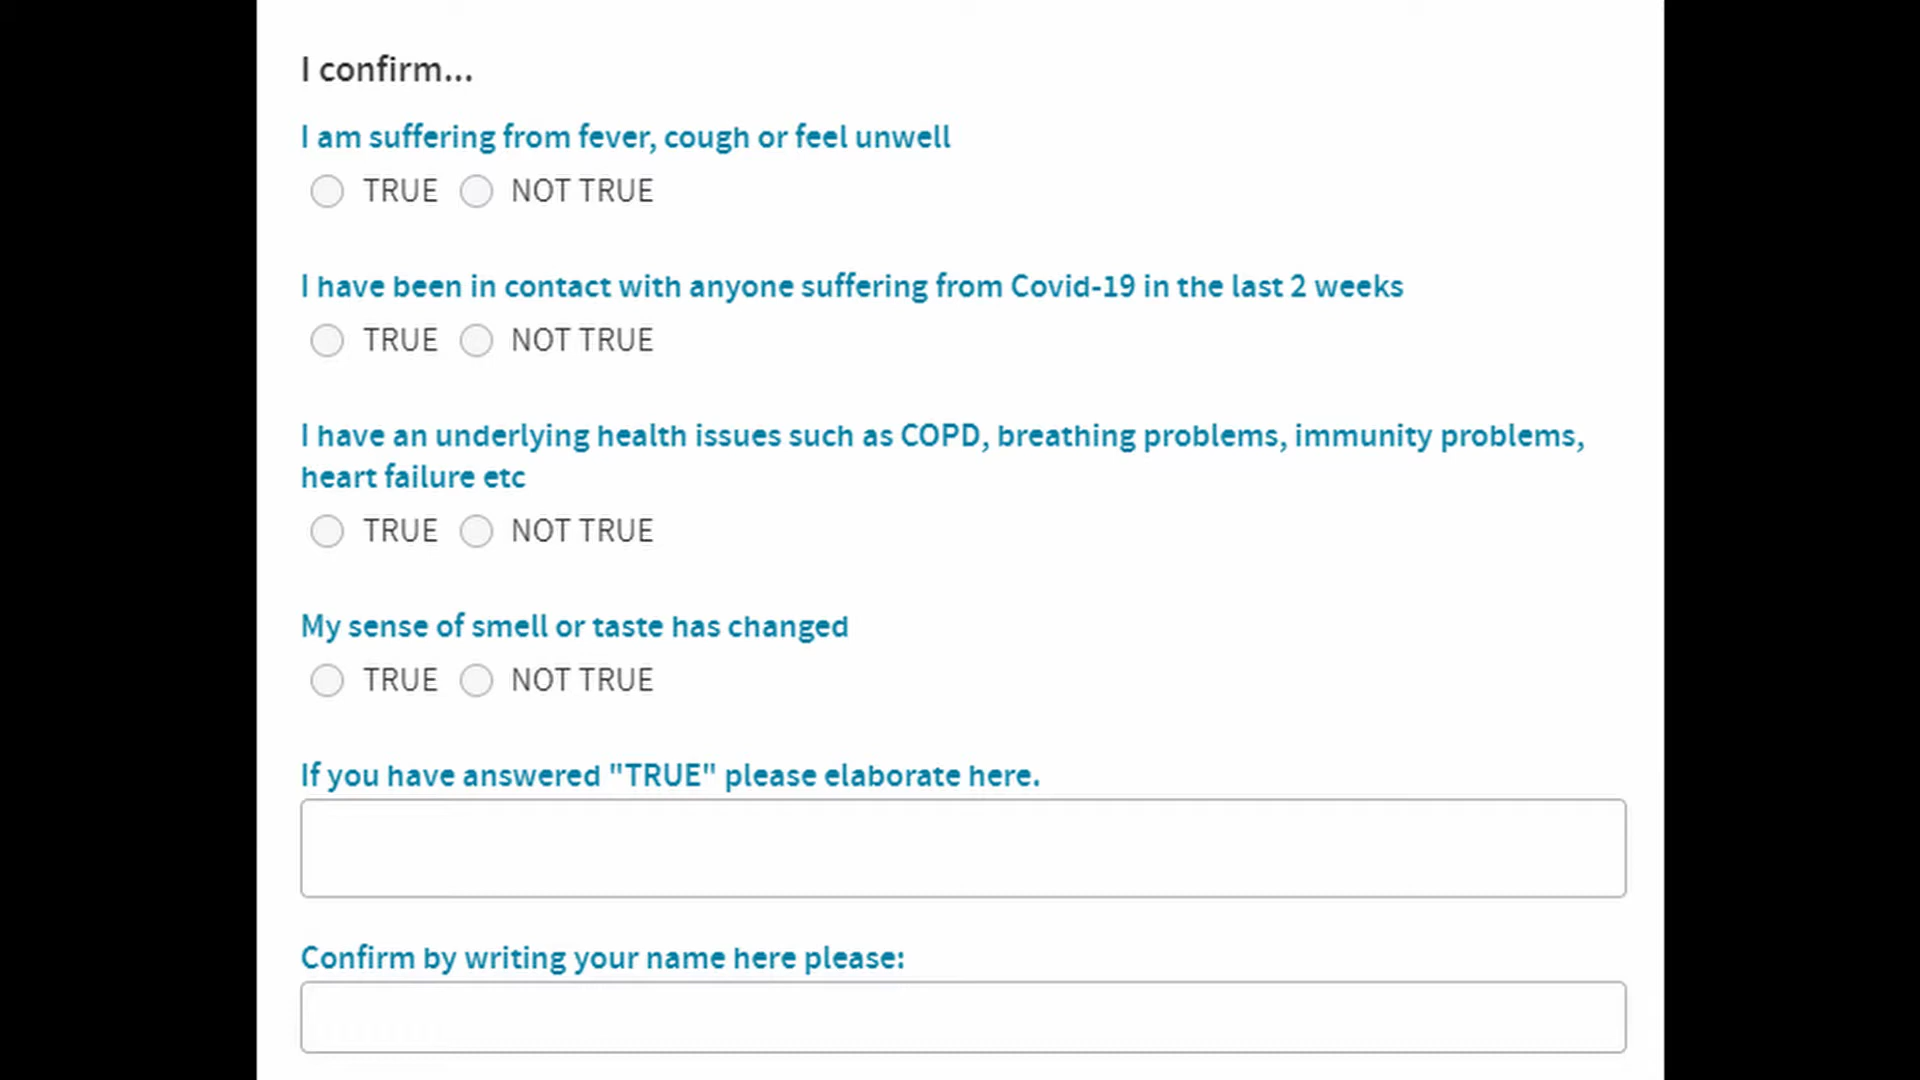 I confirm...
I am suffering from fever, cough or feel unwell
TRUE NOT TRUE
I have been in contact with anyone suffering from Covid-19 in the last 2 weeks
TRUE NOT TRUE
I have an underlying health issues such as COPD, breathing problems, immunity problems,
heart failure etc
TRUE NOT TRUE
My sense of smell or taste has changed
TRUE NOT TRUE
If you have answered "TRUE" please elaborate here.
Confirm by writing your name here please: